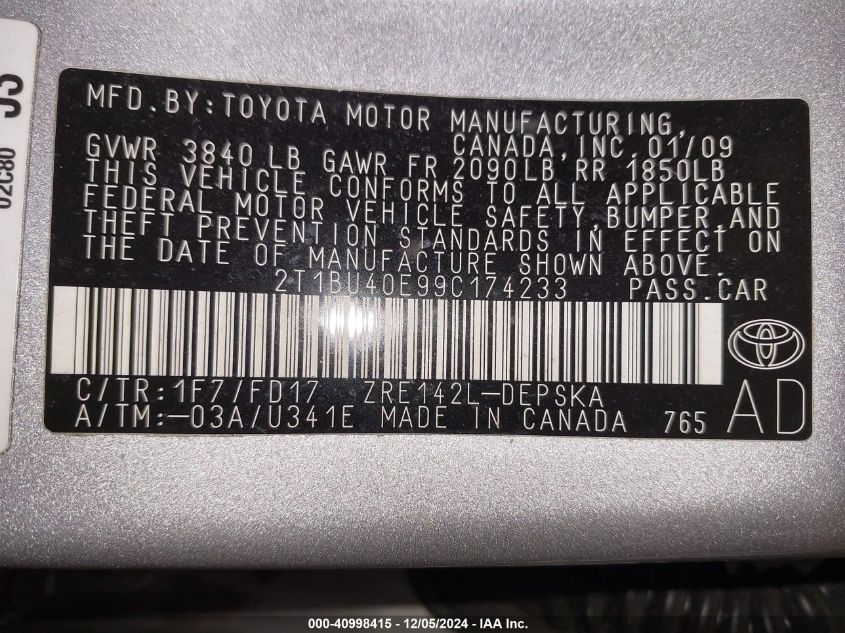 MFD.BY:TOYOTA MOTOR MANUFACTURING,
CANADA,INC.01/09
GVWR 3840LB GAWR FR 2090LB RR 1850LB
THIS VEHICLE CONFORMS TO ALL APPLICABLE
FEDERAL MOTOR VEHICLE SAFETY,BUMPER,AND
THEFT PREVENTION STANDARDS IN EFFECT ON
THE DATE OF MANUFACTURE SHOWN ABOVE.
2T1BU40E99C174233 PASS.CAR
C/TR:1F7/FD17 ZRE142L-DEPSKA
A/TM:-03A/U341E MADE IN CANADA 765
AD
02C80
000-40998415 - 12/05/2024 - IAA Inc.